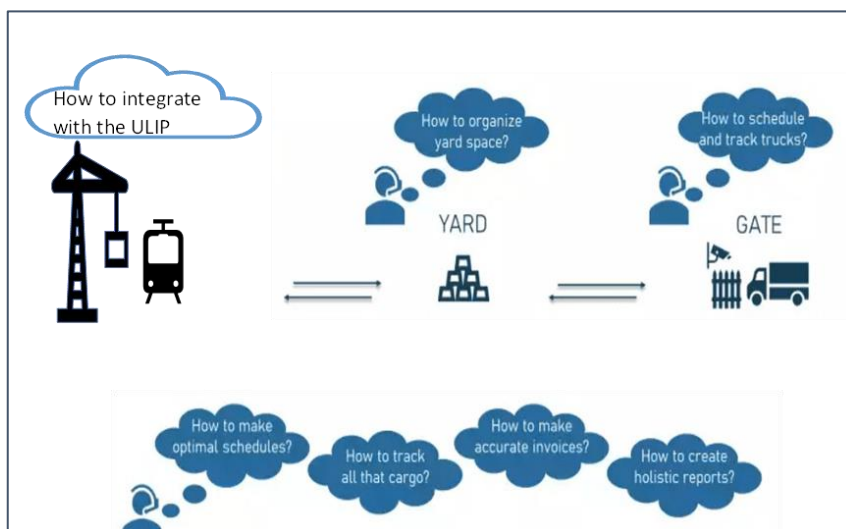 How to integrate
with the ULIP
How to organize
yard space?
How to schedule
and track trucks?
YARD
GATE
How to make
optimal schedules?
How to track
all that cargo?
How to make
accurate invoices?
How to create
holistic reports?